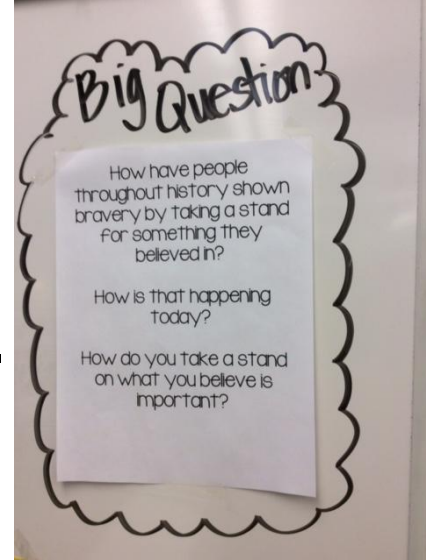 Big Question
How have people
throughout history shown
bravery by taking a stand
for something they
believed in?
How is that happening
today?
How do you take a stand
on what you believe is
important?